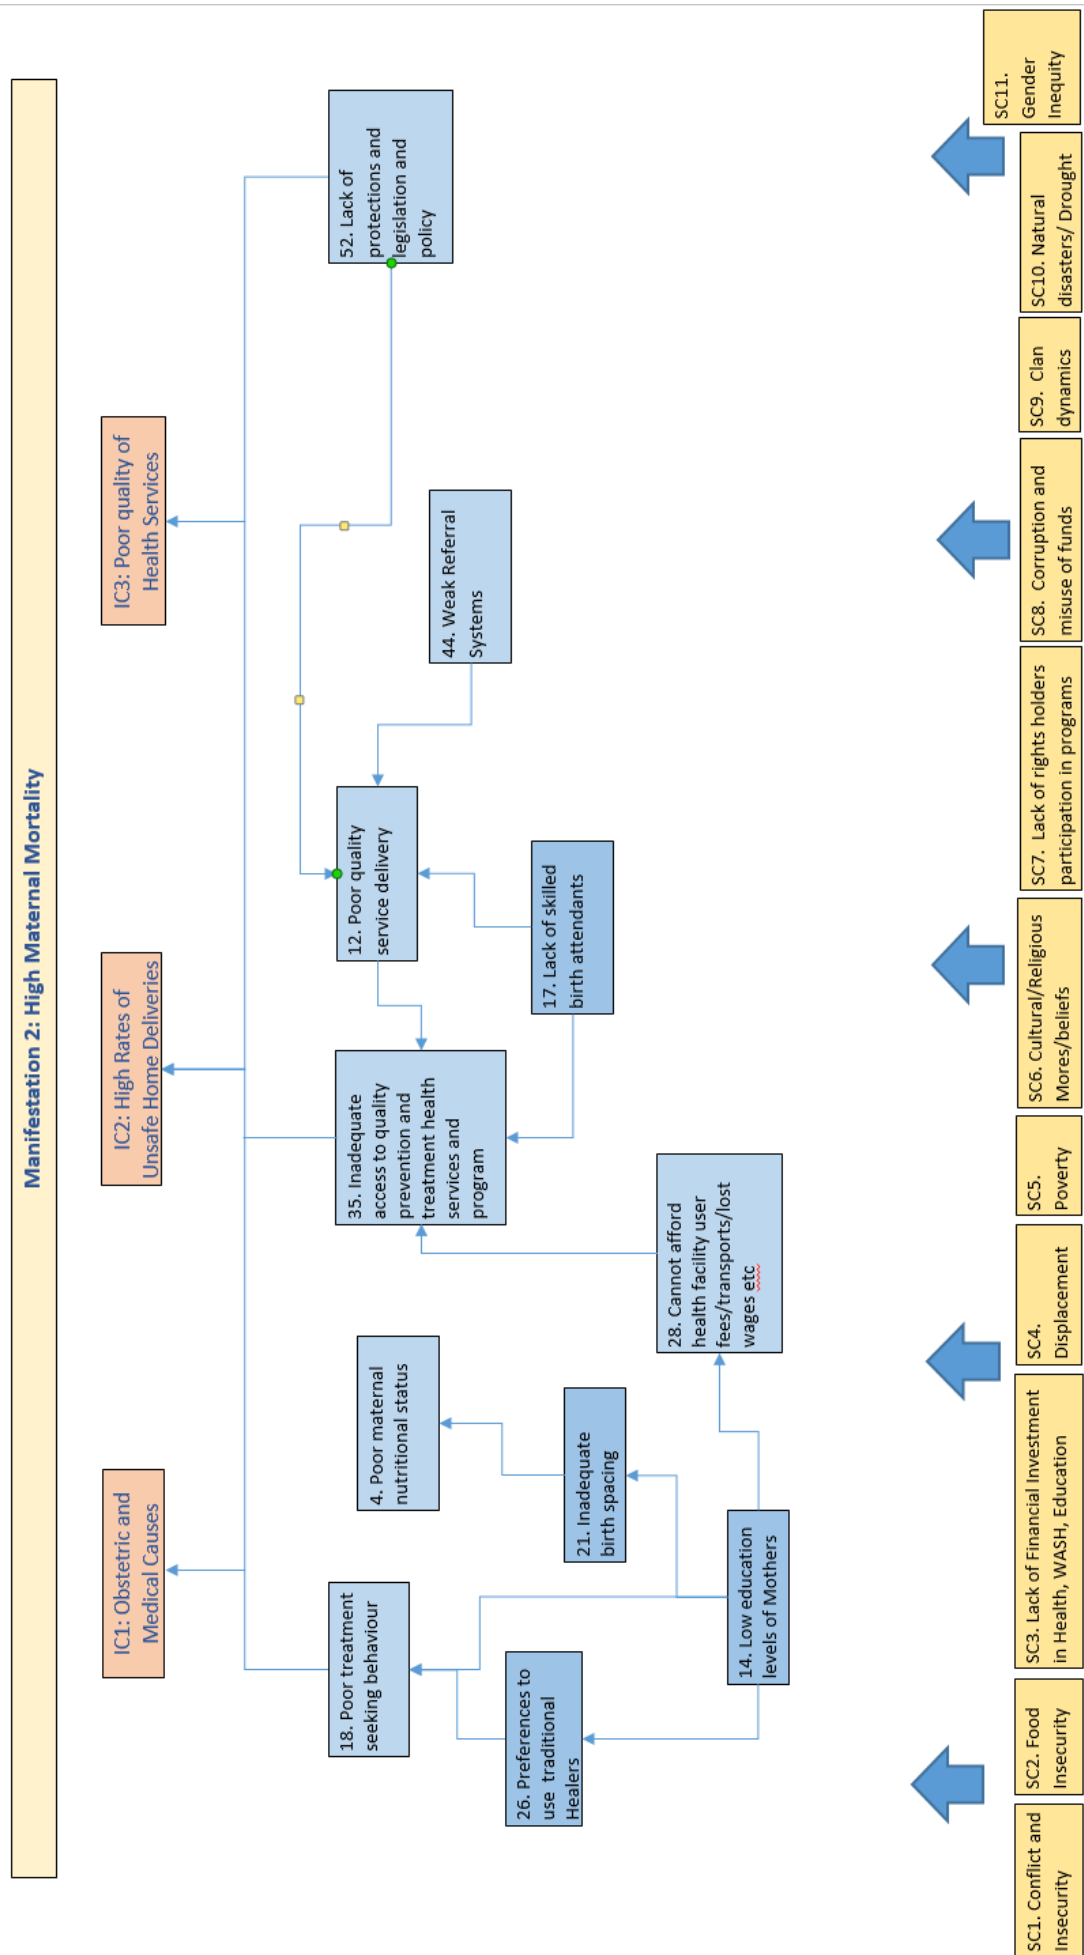 Manifestation 2: High Maternal Mortality
IC1: Obstetric and
Medical Causes
IC2: High Rates of
Unsafe Home Deliveries
IC3: Poor quality of
Health Services
18. Poor treatment
seeking behaviour
4. Poor maternal
nutritional status
35. Inadequate
access to quality
prevention and
treatment health
services and
program
12. Poor quality
service delivery
52. Lack of
protections and
legislation and
policy
44. Weak Referral
Systems
26. Preferences to
use traditional
Healers
21. Inadequate
birth spacing
17. Lack of skilled
birth attendants
28. Cannot afford
health facility user
fees/transports/lost
wages etc
14. Low education
levels of Mothers
SC1. Conflict and
Insecurity
SC2. Food
Insecurity
SC3. Lack of Financial Investment
in Health, WASH, Education
SC4.
Displacement
SC5.
Poverty
SC6. Cultural/Religious
Mores/beliefs
SC7. Lack of rights holders
participation in programs
SC8. Corruption and
misuse of funds
SC9. Clan
dynamics
SC10. Natural
disasters/ Drought
SC11.
Gender
Inequity